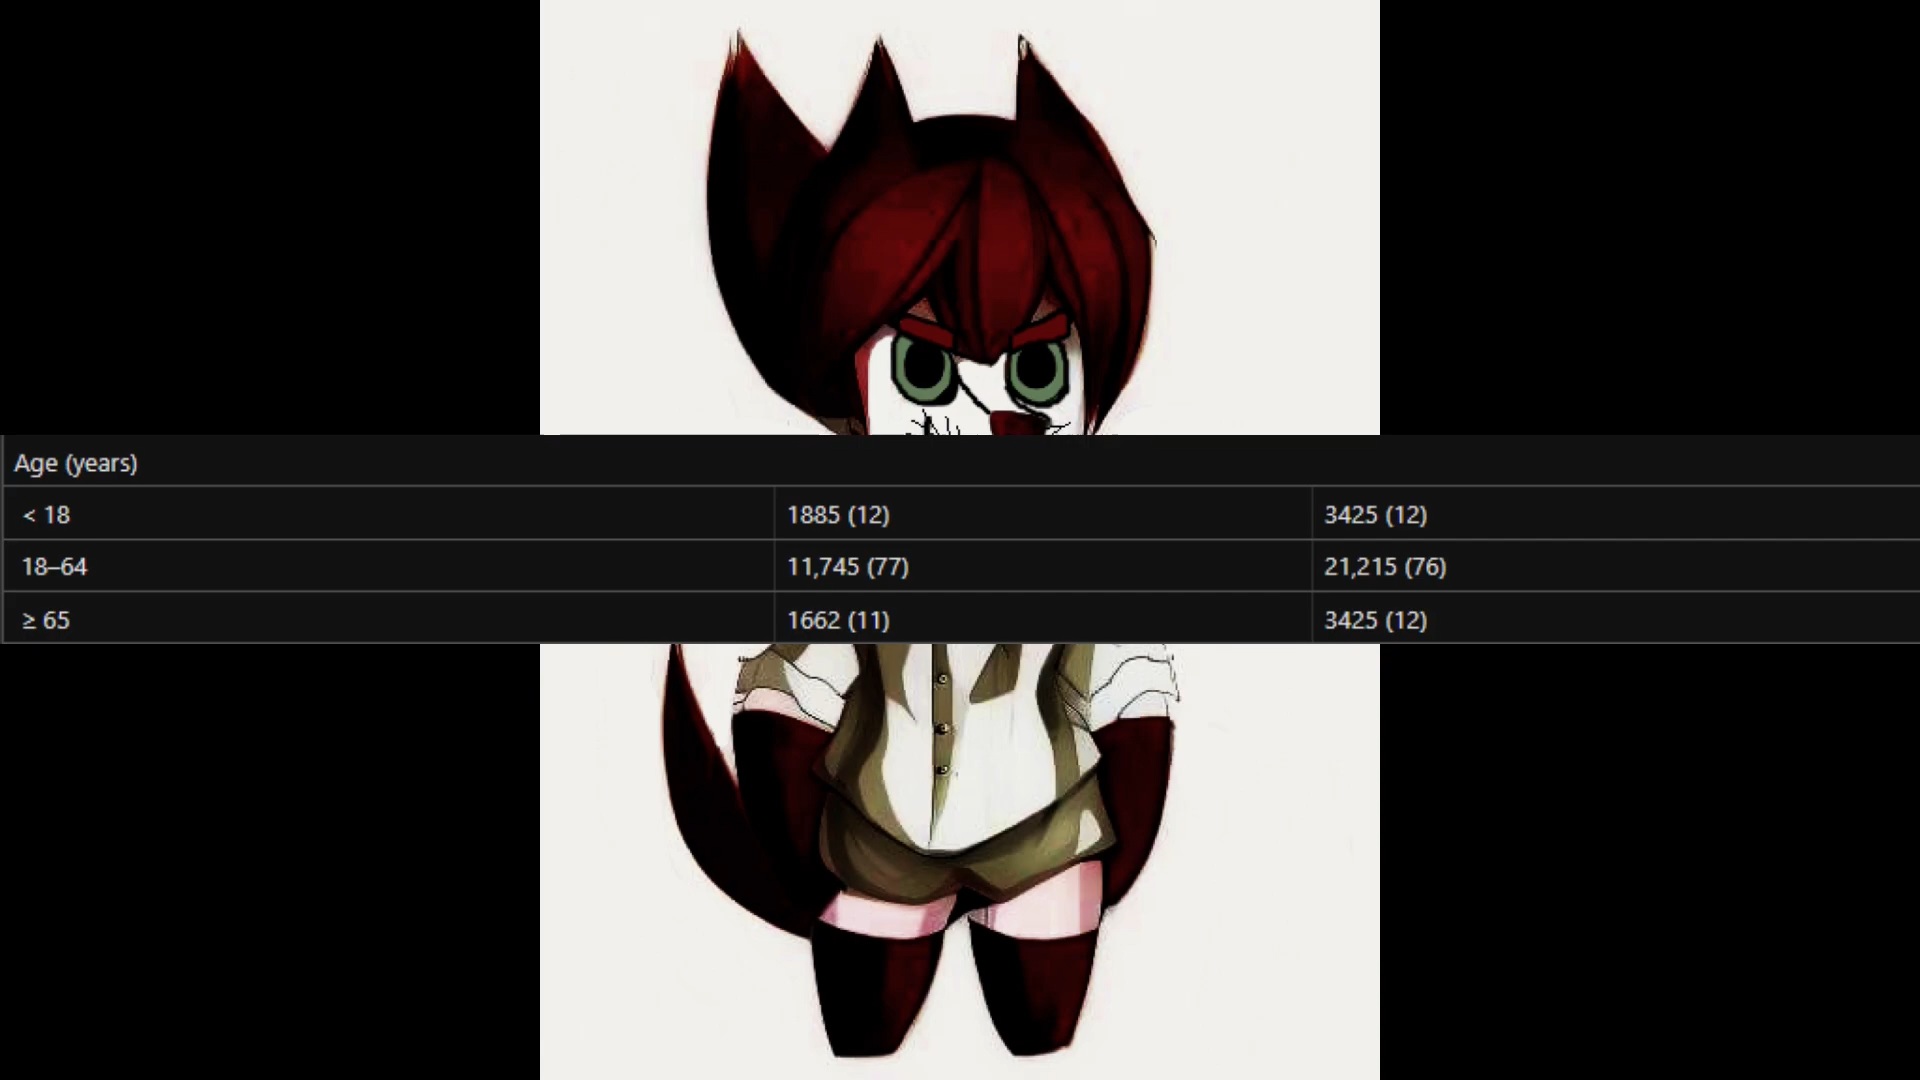 Age (years)
< 18 1885 (12) 3425 (12)
18–64 11,745 (77) 21,215 (76)
≥ 65 1662 (11) 3425 (12)